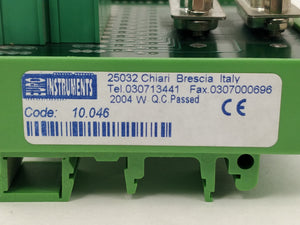 INSTRUMENTS
25032 Chiari Brescia Italy
Tel.030713441 Fax.0307000696
2004 W Q.C Passed
Code: 10.046
CE